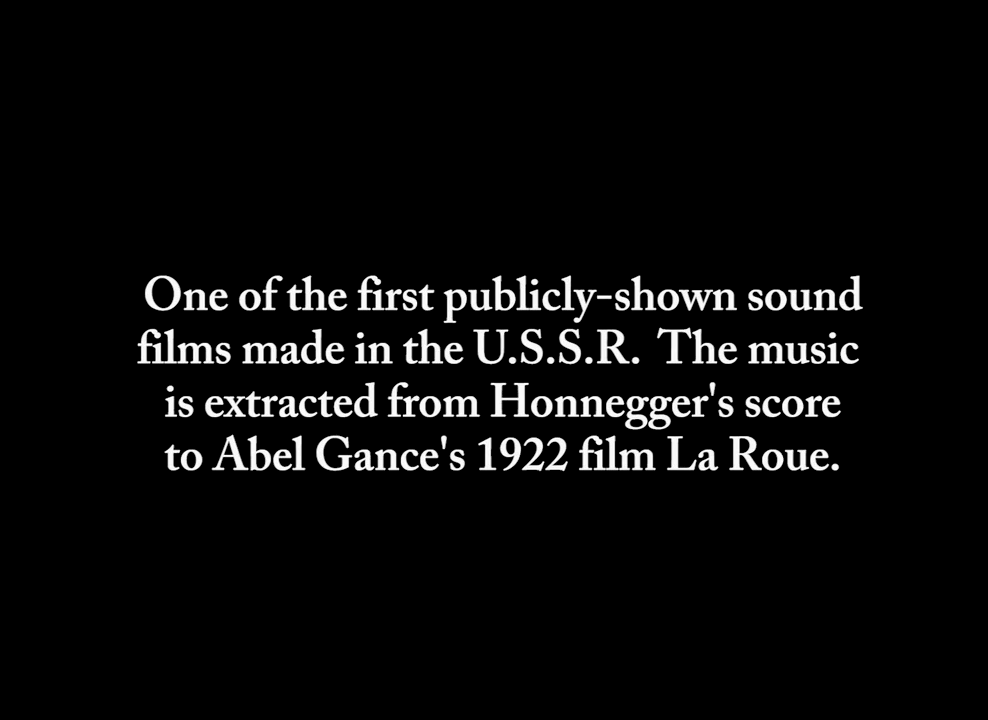 One of the first publicly-shown sound
films made in the U.S.S.R.  The music
is extracted from Honnegger's score
to Abel Gance's 1922 film La Roue.